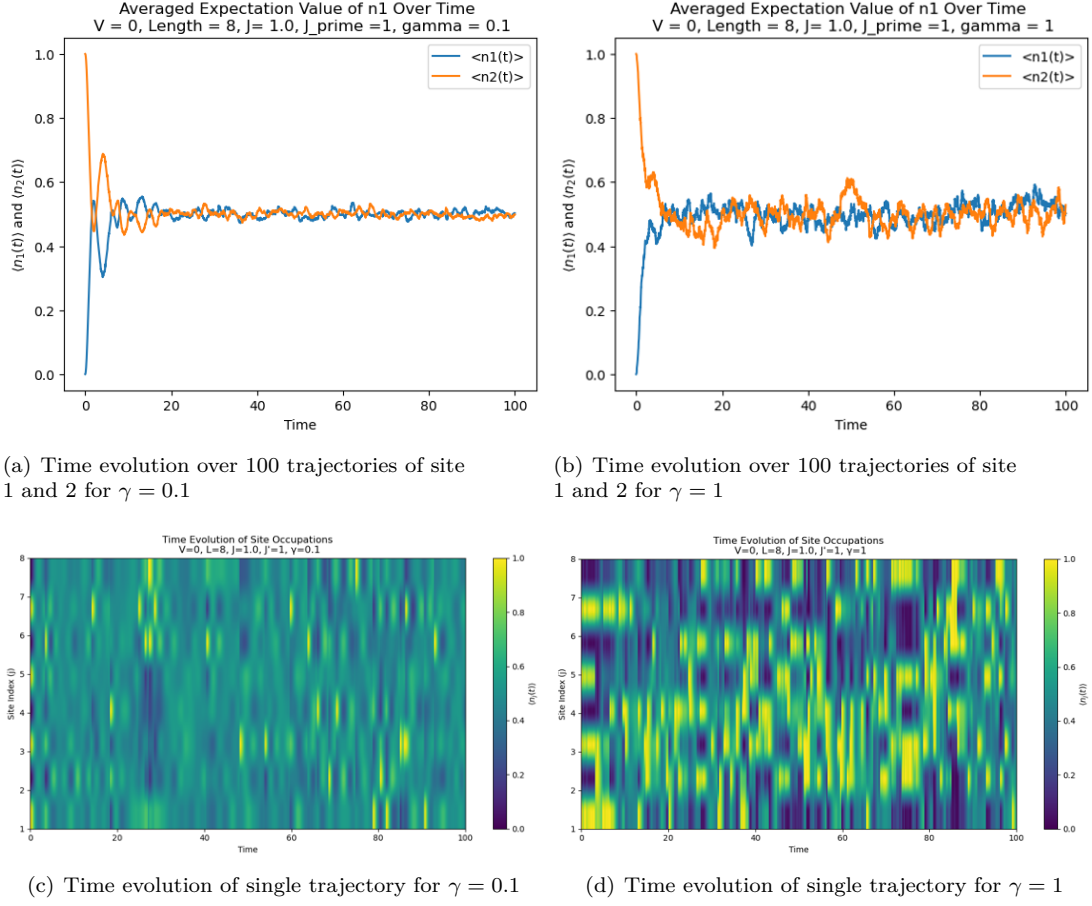 Averaged Expectation Value of n1 Over Time
V = 0, Length = 8, J= 1.0, J_prime =1, gamma = 0.1
<n1(t)>
<n2(t)>
1.0
0.8
0.6
0.4
0.2
0.0
⟨n₁(t)⟩ and ⟨n₂(t)⟩
0
20
40
60
80
100
Time
Averaged Expectation Value of n1 Over Time
V = 0, Length = 8, J= 1.0, J_prime =1, gamma = 1
<n1(t)>
<n2(t)>
1.0
0.8
0.6
0.4
0.2
0.0
⟨n₁(t)⟩ and ⟨n₂(t)⟩
0
20
40
60
80
100
Time
(a) Time evolution over 100 trajectories of site
1 and 2 for γ = 0.1
(b) Time evolution over 100 trajectories of site
1 and 2 for γ = 1
Time Evolution of Site Occupations
V=0, L=8, J=1.0, J'=1, γ=0.1
8
7
6
5
4
3
2
1
Site Index (j)
0
20
40
60
80
100
Time
1.0
0.8
0.6
0.4
0.2
0.0
⟨nⱼ(t)⟩
Time Evolution of Site Occupations
V=0, L=8, J=1.0, J'=1, γ=1
8
7
6
5
4
3
2
1
Site Index (j)
0
20
40
60
80
100
Time
1.0
0.8
0.6
0.4
0.2
0.0
⟨nⱼ(t)⟩
(c) Time evolution of single trajectory for γ = 0.1
(d) Time evolution of single trajectory for γ = 1